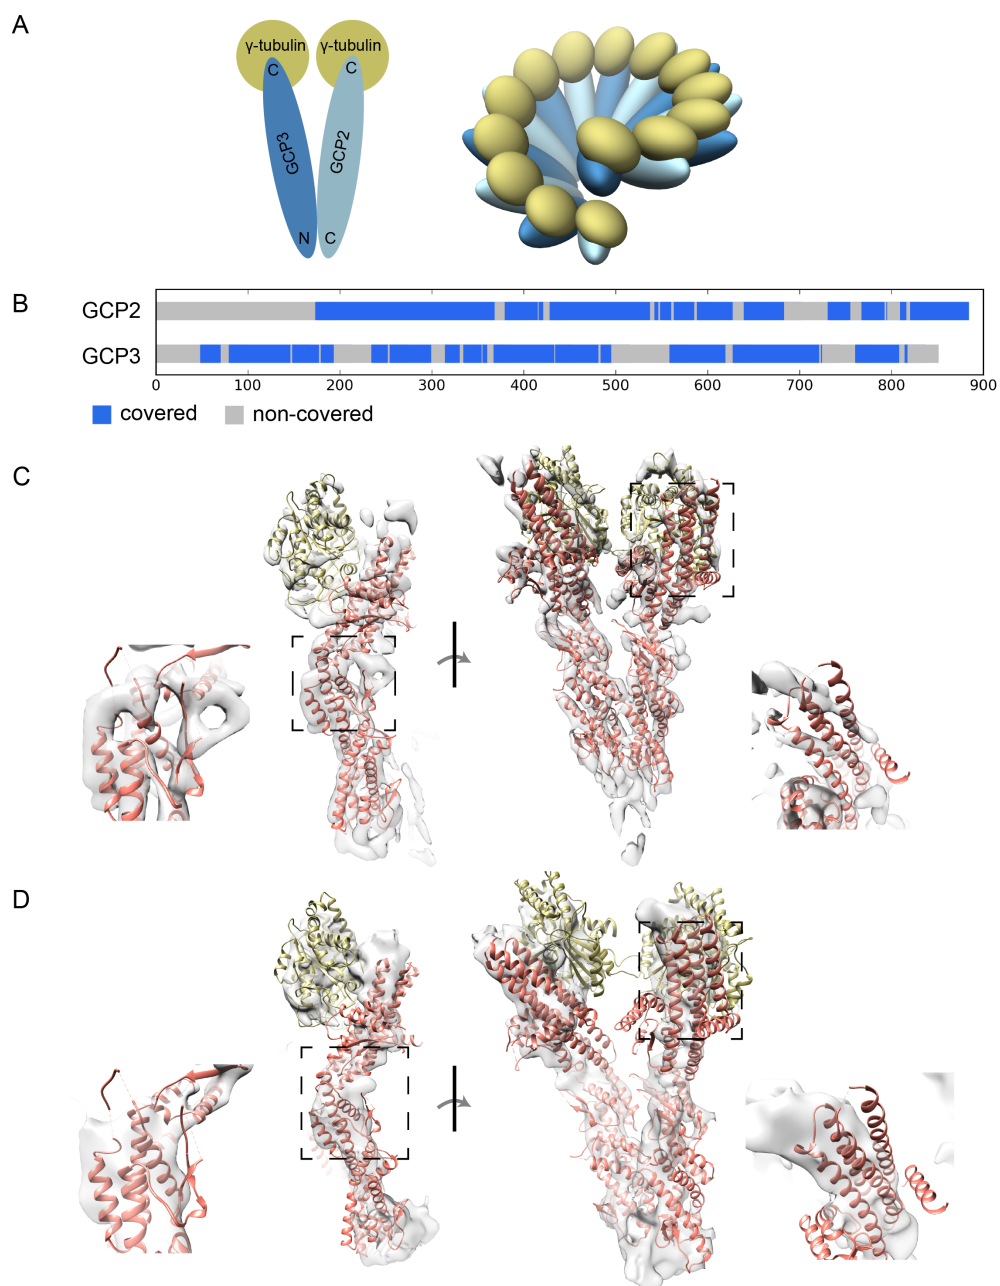 A
γ-tubulin γ-tubulin
C C
GCP3 GCP2
N C
B
GCP2
GCP3
0 100 200 300 400 500 600 700 800 900
covered non-covered
C
D